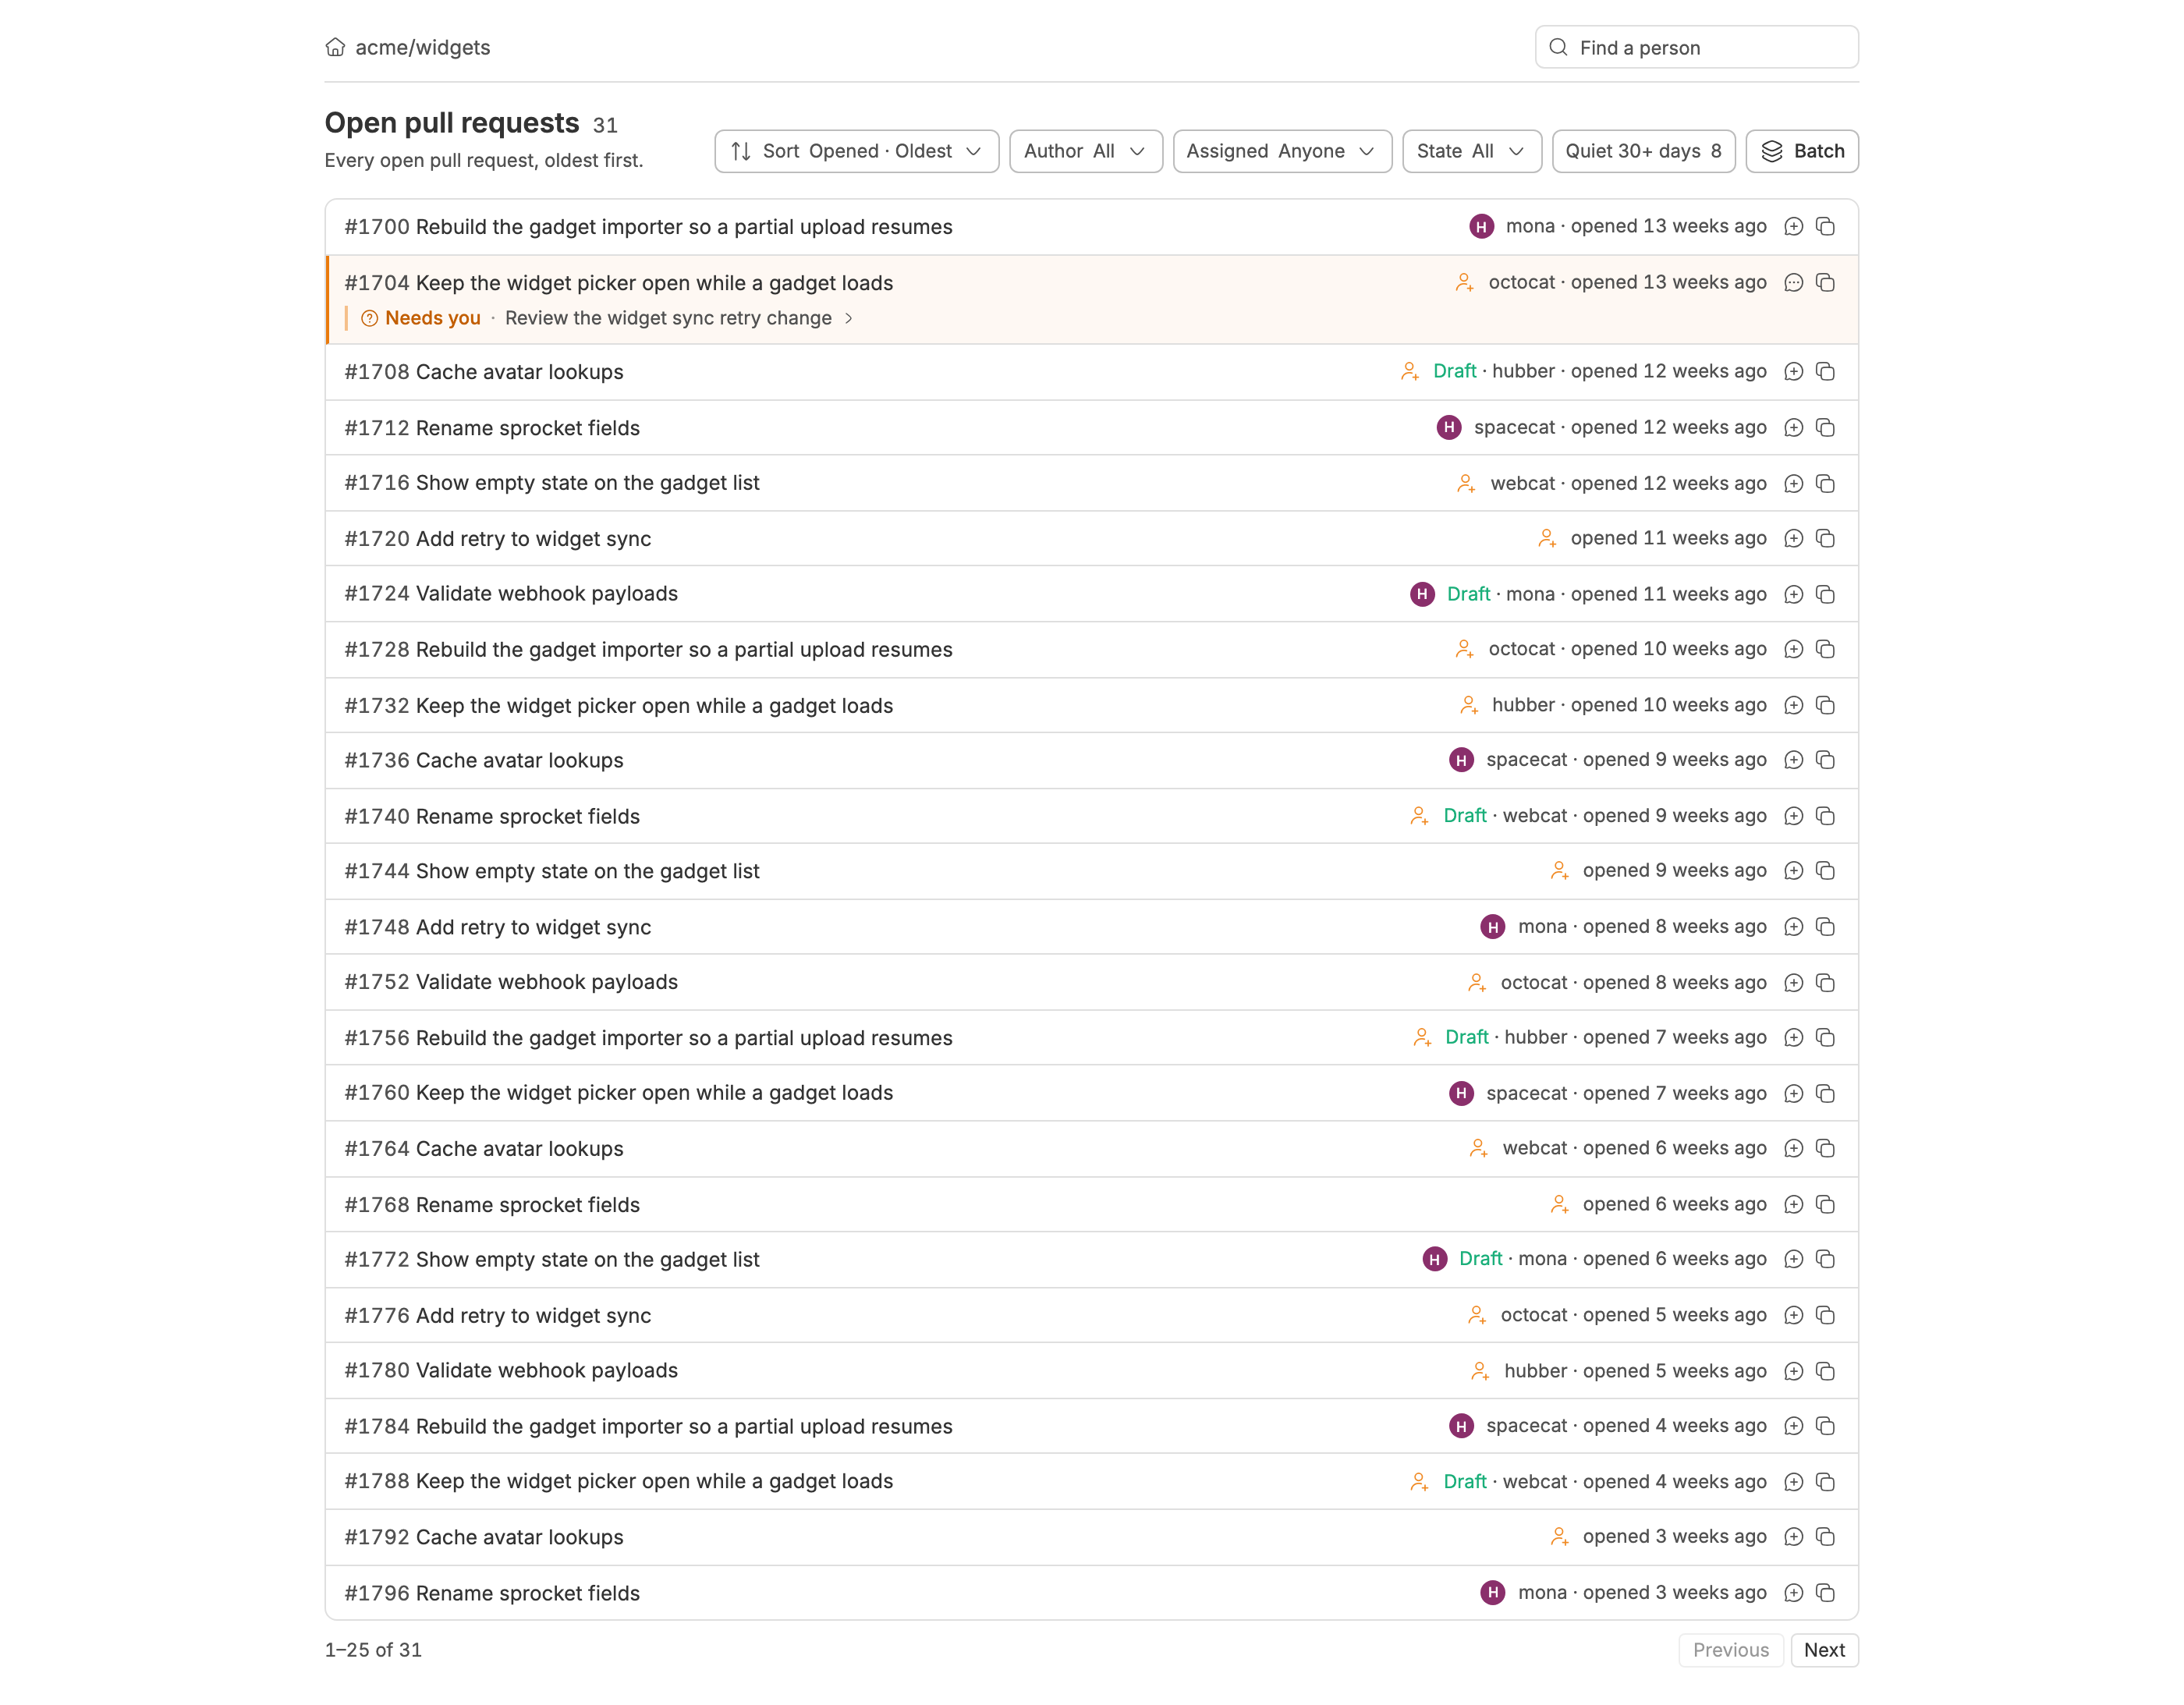 acme/widgets
Find a person
Open pull requests 31
Every open pull request, oldest first.
Sort Opened · Oldest
Author All
Assigned Anyone
State All
Quiet 30+ days 8
Batch
#1700 Rebuild the gadget importer so a partial upload resumes H mona · opened 13 weeks ago
#1704 Keep the widget picker open while a gadget loads octocat · opened 13 weeks ago
Needs you · Review the widget sync retry change
#1708 Cache avatar lookups Draft · hubber · opened 12 weeks ago
#1712 Rename sprocket fields H spacecat · opened 12 weeks ago
#1716 Show empty state on the gadget list webcat · opened 12 weeks ago
#1720 Add retry to widget sync opened 11 weeks ago
#1724 Validate webhook payloads H Draft · mona · opened 11 weeks ago
#1728 Rebuild the gadget importer so a partial upload resumes octocat · opened 10 weeks ago
#1732 Keep the widget picker open while a gadget loads hubber · opened 10 weeks ago
#1736 Cache avatar lookups H spacecat · opened 9 weeks ago
#1740 Rename sprocket fields Draft · webcat · opened 9 weeks ago
#1744 Show empty state on the gadget list opened 9 weeks ago
#1748 Add retry to widget sync H mona · opened 8 weeks ago
#1752 Validate webhook payloads octocat · opened 8 weeks ago
#1756 Rebuild the gadget importer so a partial upload resumes Draft · hubber · opened 7 weeks ago
#1760 Keep the widget picker open while a gadget loads H spacecat · opened 7 weeks ago
#1764 Cache avatar lookups webcat · opened 6 weeks ago
#1768 Rename sprocket fields opened 6 weeks ago
#1772 Show empty state on the gadget list H Draft · mona · opened 6 weeks ago
#1776 Add retry to widget sync octocat · opened 5 weeks ago
#1780 Validate webhook payloads hubber · opened 5 weeks ago
#1784 Rebuild the gadget importer so a partial upload resumes H spacecat · opened 4 weeks ago
#1788 Keep the widget picker open while a gadget loads Draft · webcat · opened 4 weeks ago
#1792 Cache avatar lookups opened 3 weeks ago
#1796 Rename sprocket fields H mona · opened 3 weeks ago
1–25 of 31
Previous
Next